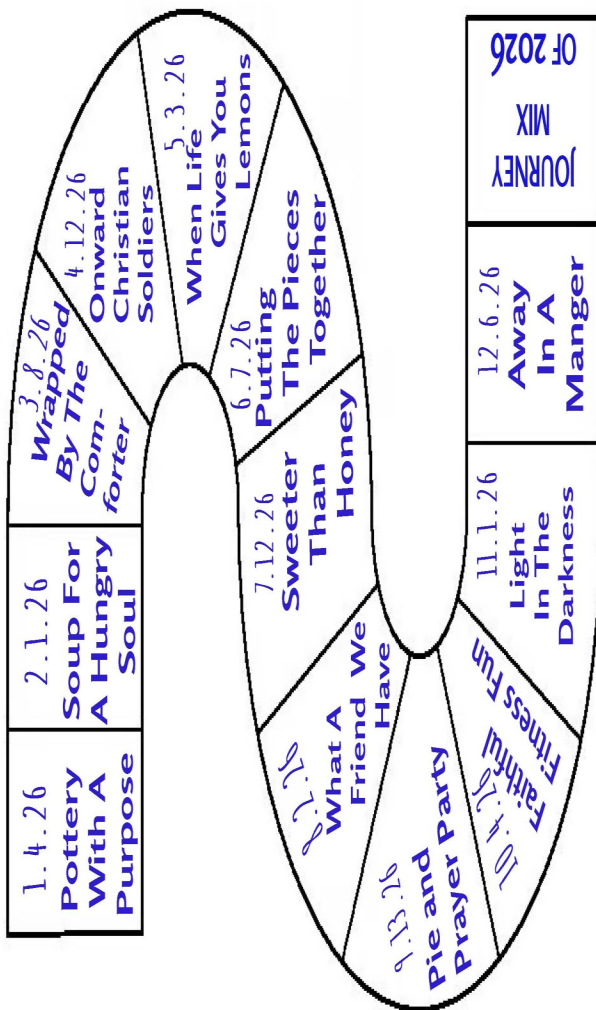 1.4.26
Pottery
With A
Purpose
2.1.26
Soup For
A Hungry
Soul
3.8.26
Wrapped
By The
Com-
forter
4.12.26
Onward
Christian
Soldiers
5.3.26
When Life
Gives You
Lemons
6.7.26
Putting
The Pieces
Together
7.12.26
Sweeter
Than
Honey
8.2.26
What A
Friend We
Have
9.13.26
Pie and
Prayer Party
10.4.26
Faithful
Fitness Fun
11.1.26
Light
In The
Darkness
12.6.26
Away
In A
Manger
JOURNEY
MIX
OF 2026